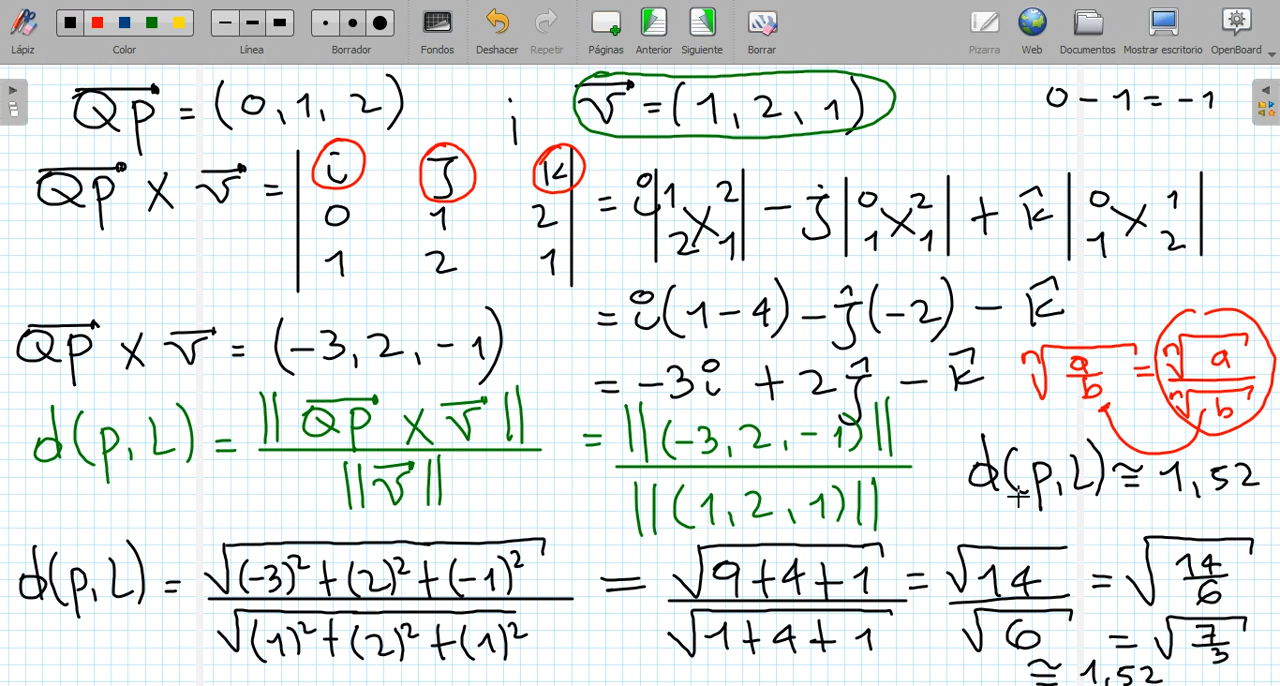 Lápiz Color Línea Borrador Fondos Deshacer Repetir Páginas Anterior Siguiente Borrar Pizarra Web Documentos Mostrar escritorio OpenBoard
QP = (0, 1, 2) i v = (1, 2, 1) 0 - 1 = -1
QP x v = | i j k | = i | 1 2 | - j | 0 2 | + k | 0 1 |
| 0 1 2 | | 2 1 | | 1 1 | | 1 2 |
| 1 2 1 |
= i(1-4) - j(-2) - k
QP x v = (-3, 2, -1)
= -3i + 2j - k
ⁿ√(a/b) = ⁿ√a / ⁿ√b
d(P, L) = ||QP x v|| / ||v|| = ||(-3, 2, -1)|| / ||(1, 2, 1)||
d(P, L) ≅ 1,52
d(P, L) = √((-3)² + (2)² + (-1)²) / √((1)² + (2)² + (1)²) = √(9+4+1) / √(1+4+1) = √14 / √6 = √(14/6)
= √(7/3)
≅ 1,52